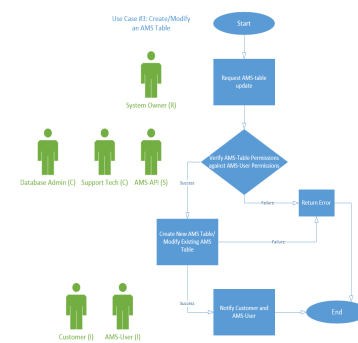 Use Case #3: Create/Modify
an AMS Table
Start
Request AMS-table
update
System Owner (R)
Verify AMS-Table Permissions
against AMS-User Permissions
Database Admin (C)
Support Tech (C)
AMS-API (S)
Success
Failure
Return Error
Create New AMS Table/
Modify Existing AMS
Table
Failure
Success
Notify Customer and
AMS-User
End
Customer (I)
AMS-User (I)